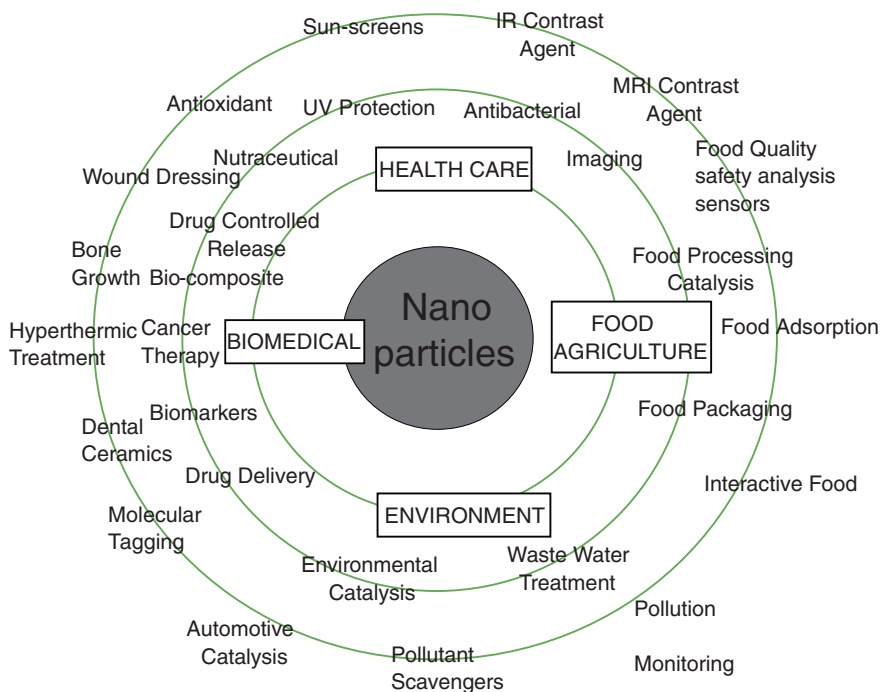 Sun-screens
IR Contrast
Agent
MRI Contrast
Agent
Antioxidant
UV Protection
Antibacterial
Nutraceutical
HEALTH CARE
Imaging
Food Quality
safety analysis
sensors
Wound Dressing
Drug Controlled
Release
Bone
Growth
Bio-composite
Food Processing
Catalysis
Hyperthermic
Treatment
Cancer
Therapy
BIOMEDICAL
Nano
particles
FOOD
AGRICULTURE
Food Adsorption
Dental
Ceramics
Biomarkers
Food Packaging
Drug Delivery
Interactive Food
Molecular
Tagging
ENVIRONMENT
Environmental
Catalysis
Waste Water
Treatment
Automotive
Catalysis
Pollutant
Scavengers
Pollution
Monitoring